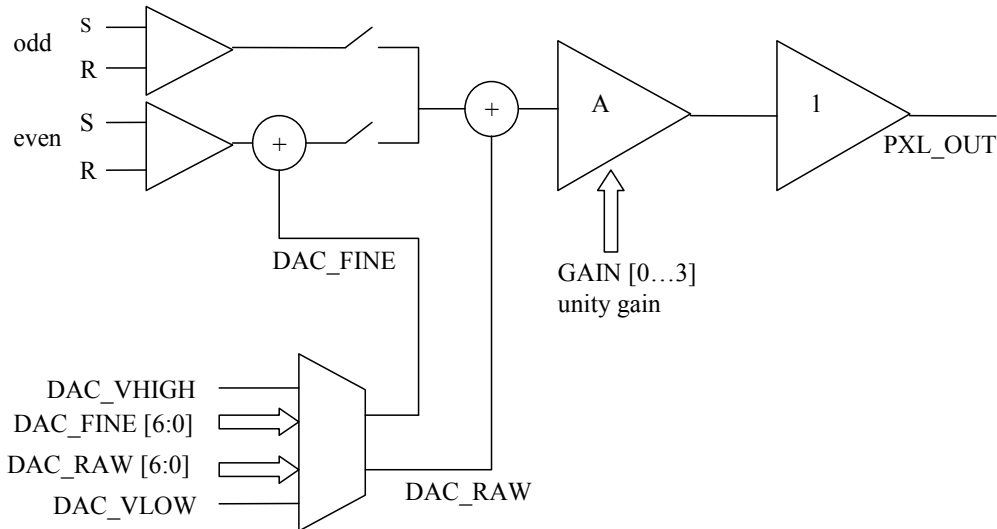 odd
S
R
even
S
R
+
+
A
1
PXL_OUT
DAC_FINE
GAIN [0…3]
unity gain
DAC_VHIGH
DAC_FINE [6:0]
DAC_RAW [6:0]
DAC_VLOW
DAC_RAW